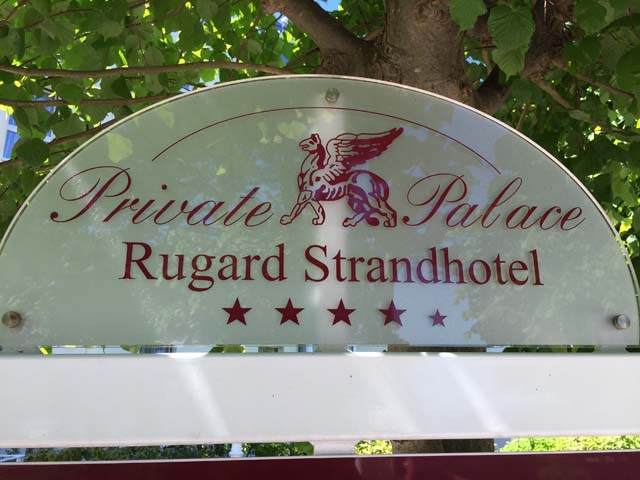 Private Palace
Rugard Strandhotel